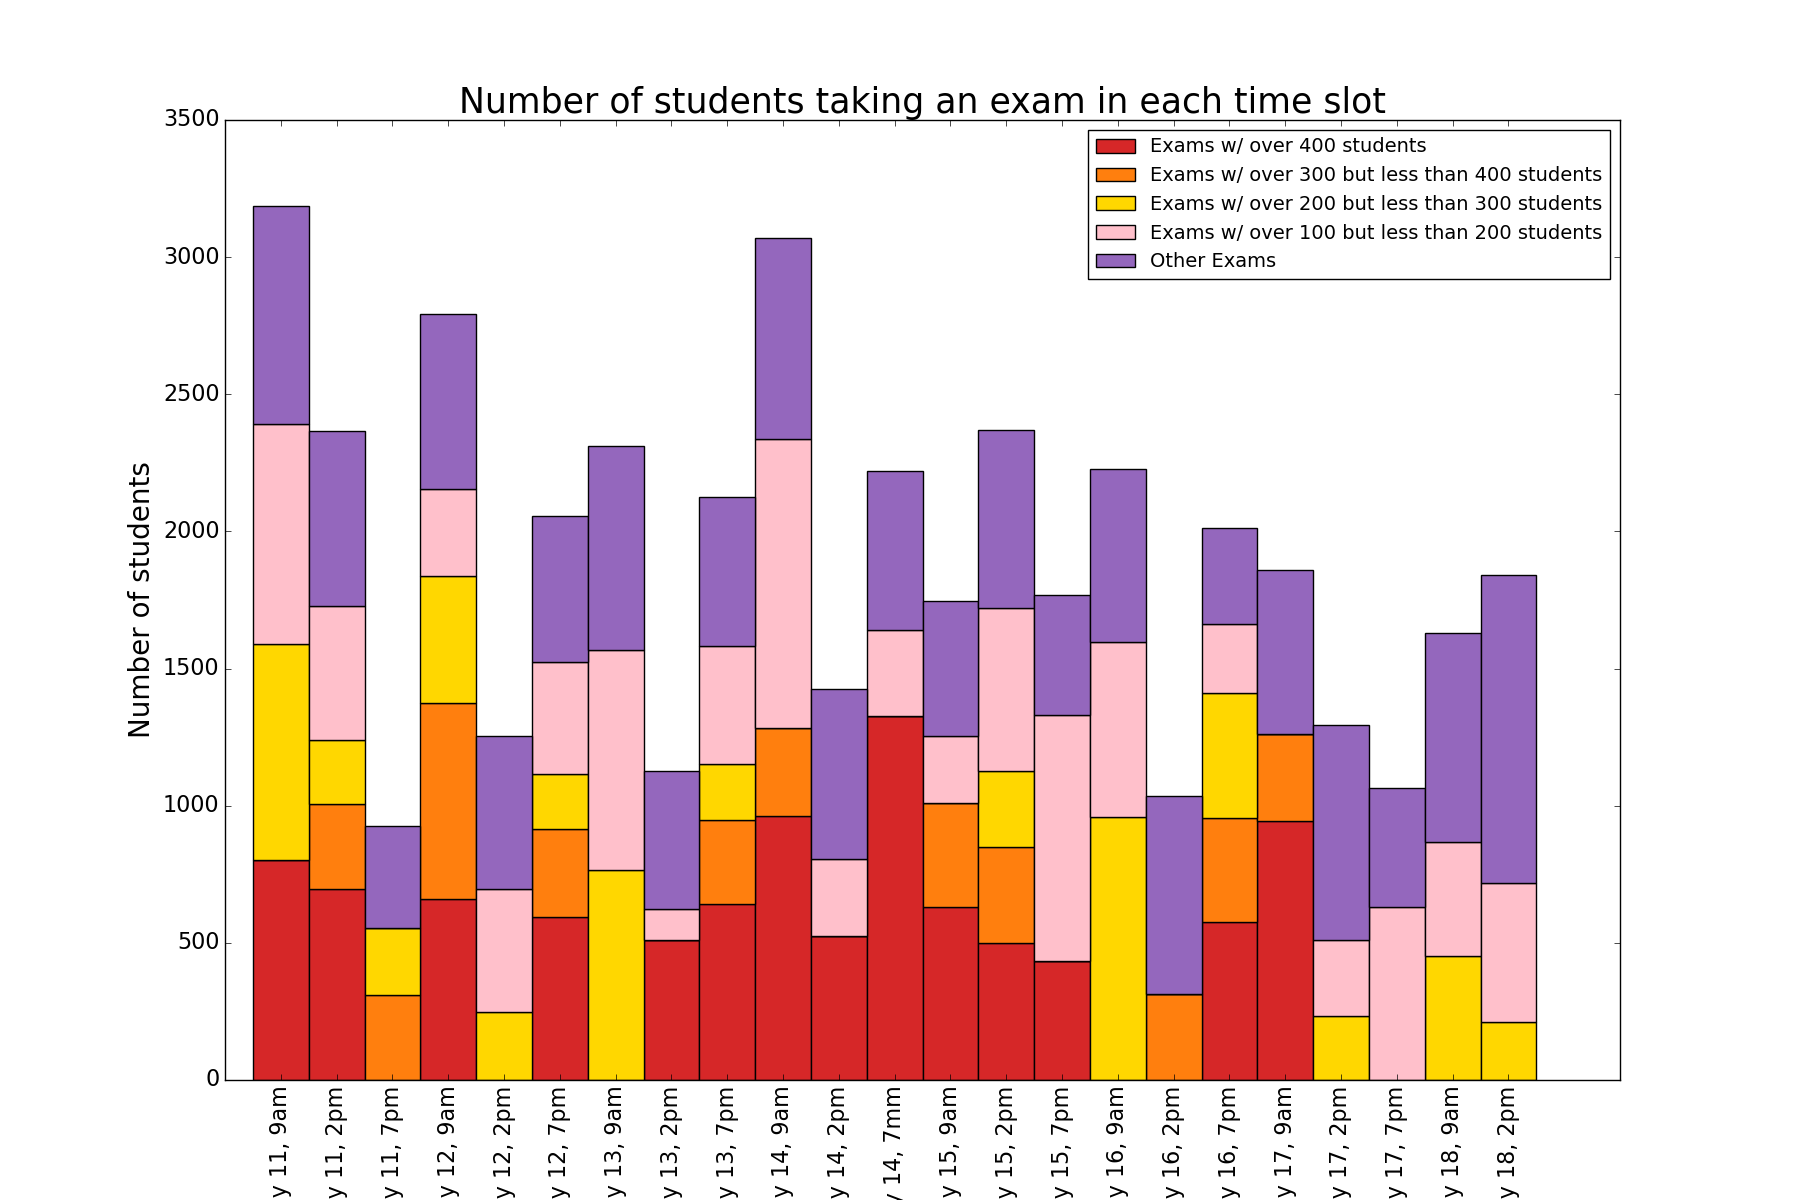 Number of students taking an exam in each time slot
Exams w/ over 400 students
Exams w/ over 300 but less than 400 students
Exams w/ over 200 but less than 300 students
Exams w/ over 100 but less than 200 students
Other Exams
Number of students
3500
3000
2500
2000
1500
1000
500
0
y 11, 9am
y 11, 2pm
y 11, 7pm
y 12, 9am
y 12, 2pm
y 12, 7pm
y 13, 9am
y 13, 2pm
y 13, 7pm
y 14, 9am
y 14, 2pm
y 14, 7mm
y 15, 9am
y 15, 2pm
y 15, 7pm
y 16, 9am
y 16, 2pm
y 16, 7pm
y 17, 9am
y 17, 2pm
y 17, 7pm
y 18, 9am
y 18, 2pm